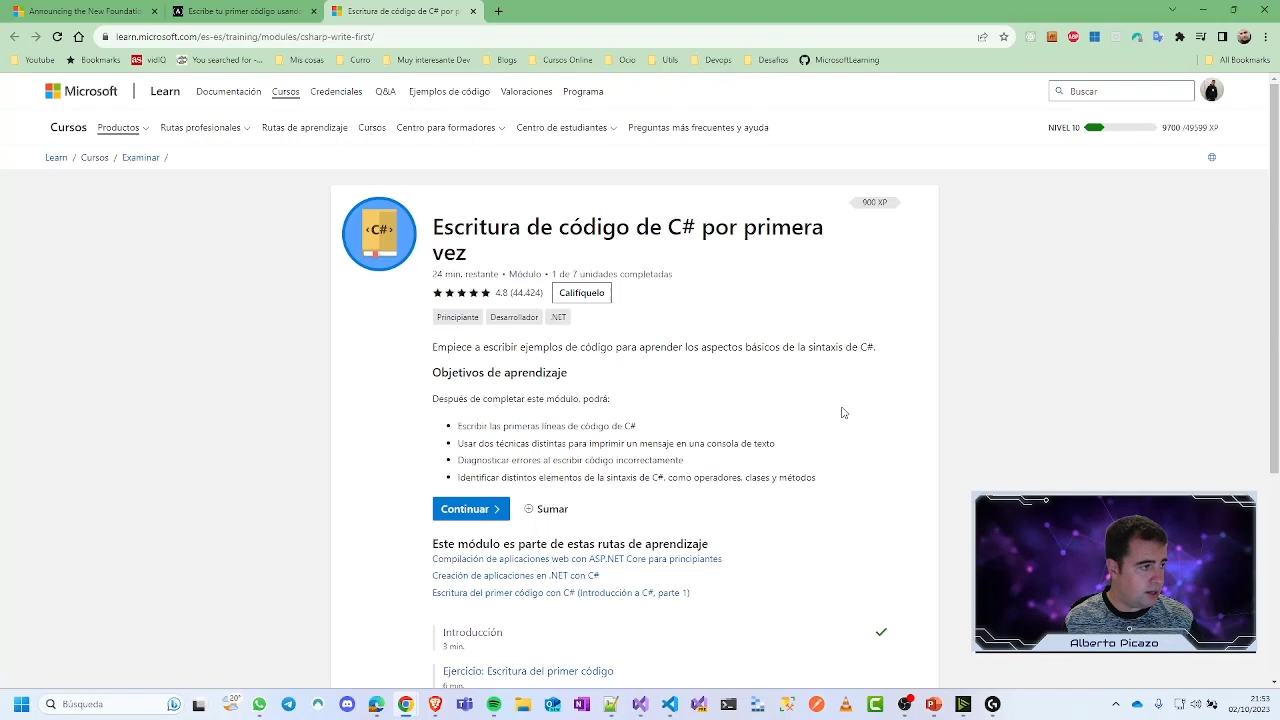 Announcing the New Foundatio
Escribe tu primer código usando
Escritura de código de C# por p
learn.microsoft.com/es-es/training/modules/csharp-write-first/
Youtube
Bookmarks
vidIQ
You searched for -...
Mis cosas
Curro
Muy interesante Dev
Blogs
Cursos Online
Ocio
Utils
Devops
Desafios
MicrosoftLearning
All Bookmarks
Microsoft
Learn
Documentación
Cursos
Credenciales
Q&A
Ejemplos de código
Valoraciones
Programa
Buscar
Cursos
Productos
Rutas profesionales
Rutas de aprendizaje
Cursos
Centro para formadores
Centro de estudiantes
Preguntas más frecuentes y ayuda
NIVEL 10
9700 /49599 XP
Learn / Cursos / Examinar /
900 XP
<C#>
Escritura de código de C# por primera
vez
24 min. restante • Módulo • 1 de 7 unidades completadas
4.8 (44.424)
Califíquelo
Principiante
Desarrollador
.NET
Empiece a escribir ejemplos de código para aprender los aspectos básicos de la sintaxis de C#.
Objetivos de aprendizaje
Después de completar este módulo, podrá:
• Escribir las primeras líneas de código de C#
• Usar dos técnicas distintas para imprimir un mensaje en una consola de texto
• Diagnosticar errores al escribir código incorrectamente
• Identificar distintos elementos de la sintaxis de C#, como operadores, clases y métodos
Continuar
Sumar
Este módulo es parte de estas rutas de aprendizaje
Compilación de aplicaciones web con ASP.NET Core para principiantes
Creación de aplicaciones en .NET con C#
Escritura del primer código con C# (Introducción a C#, parte 1)
Introducción
3 min.
Ejercicio: Escritura del primer código
6 min.
Alberto Picazo
Búsqueda
20°
21:53
02/10/2023